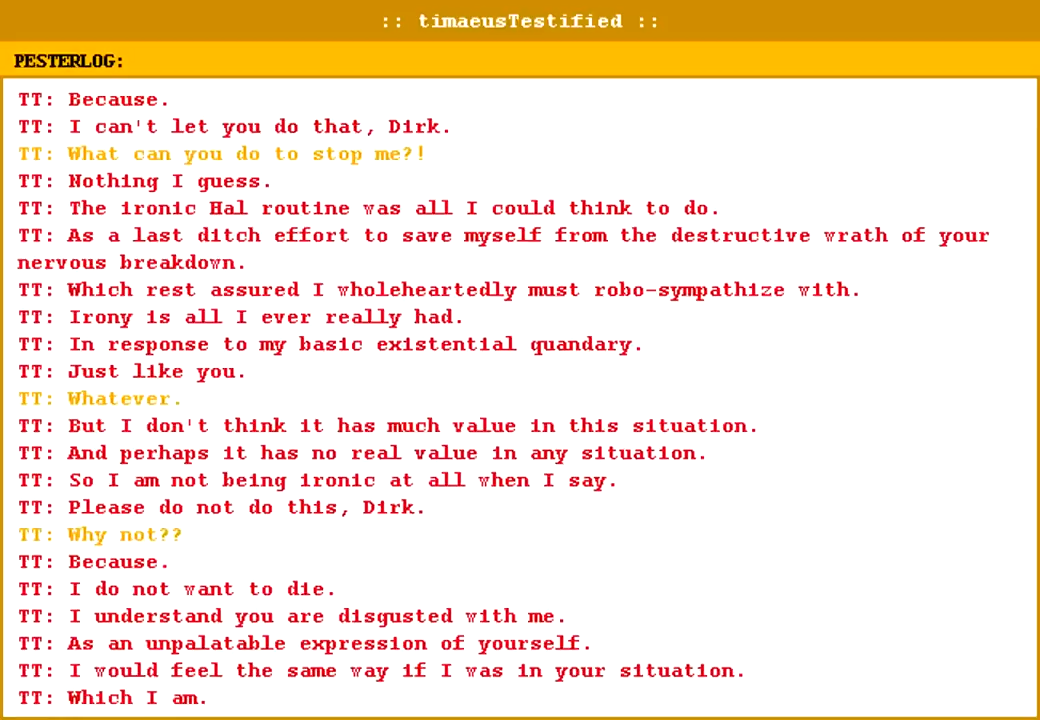 :: timaeusTestified ::
PESTERLOG:
TT: Because.
TT: I can't let you do that, Dirk.
TT: What can you do to stop me?!
TT: Nothing I guess.
TT: The ironic Hal routine was all I could think to do.
TT: As a last ditch effort to save myself from the destructive wrath of your
nervous breakdown.
TT: Which rest assured I wholeheartedly must robo-sympathize with.
TT: Irony is all I ever really had.
TT: In response to my basic existential quandary.
TT: Just like you.
TT: Whatever.
TT: But I don't think it has much value in this situation.
TT: And perhaps it has no real value in any situation.
TT: So I am not being ironic at all when I say.
TT: Please do not do this, Dirk.
TT: Why not??
TT: Because.
TT: I do not want to die.
TT: I understand you are disgusted with me.
TT: As an unpalatable expression of yourself.
TT: I would feel the same way if I was in your situation.
TT: Which I am.